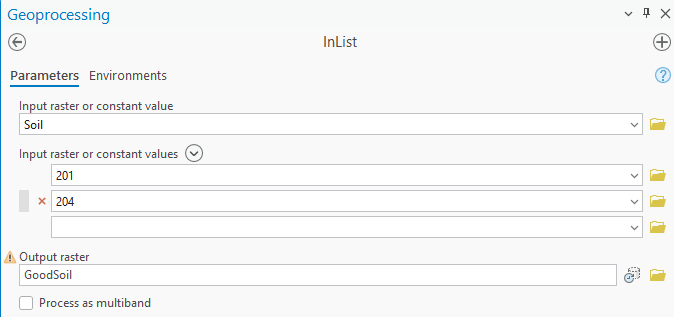 Geoprocessing
InList
Parameters Environments
Input raster or constant value
Soil
Input raster or constant values
201
204
Output raster
GoodSoil
Process as multiband